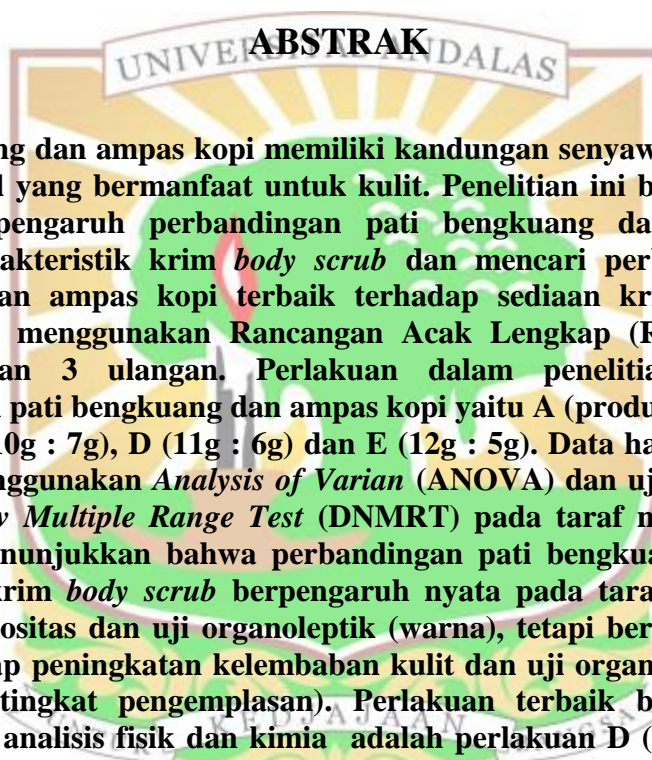 ABSTRAK
UNIVERSITAS ANDALAS
ng dan ampas kopi memiliki kandungan senyaw
yang bermanfaat untuk kulit. Penelitian ini b
pengaruh perbandingan pati bengkuang da
akteristik krim body scrub dan mencari per
an ampas kopi terbaik terhadap sediaan kri
menggunakan Rancangan Acak Lengkap (R
an 3 ulangan. Perlakuan dalam penelitia
pati bengkuang dan ampas kopi yaitu A (produ
10g : 7g), D (11g : 6g) dan E (12g : 5g). Data ha
nggunakan Analysis of Varian (ANOVA) dan uj
w Multiple Range Test (DNMRT) pada taraf n
nunjukkan bahwa perbandingan pati bengkua
krim body scrub berpengaruh nyata pada tara
ositas dan uji organoleptik (warna), tetapi ber
ap peningkatan kelembaban kulit dan uji organ
tingkat pengemplasan). Perlakuan terbaik b
KEDJAJAAN
analisis fisik dan kimia adalah perlakuan D (